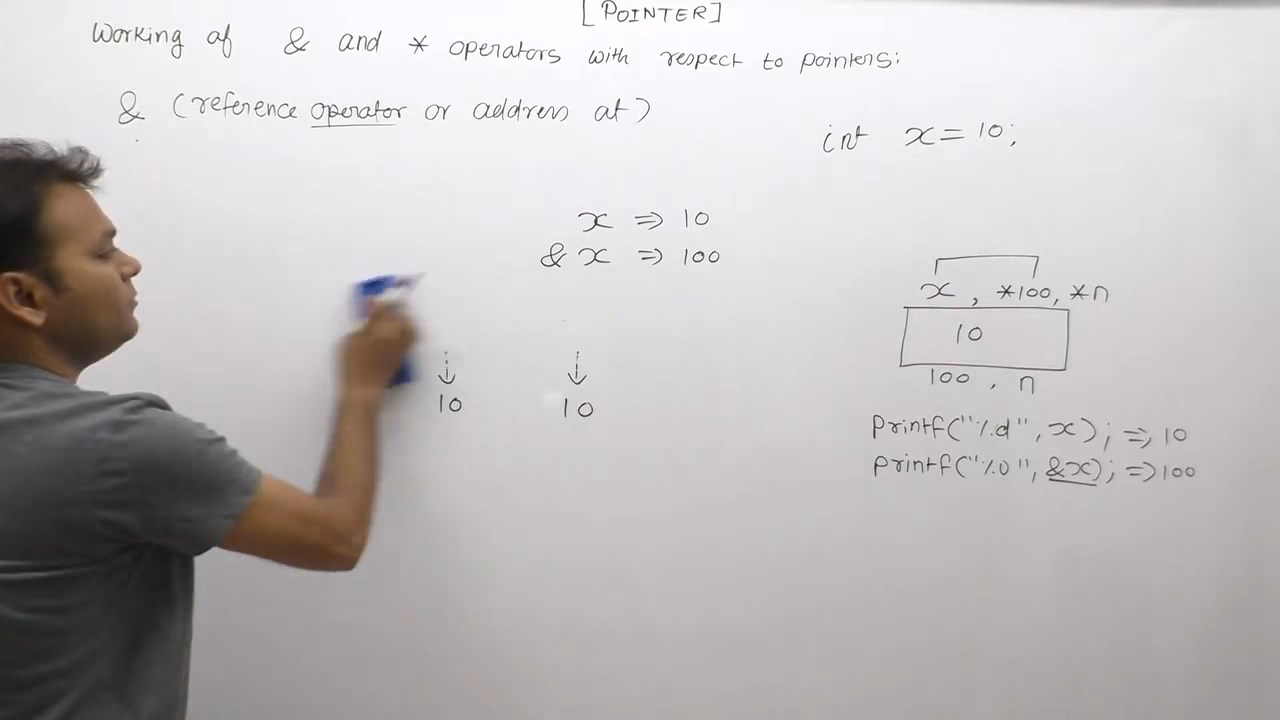 [POINTER]
Working of & and * operators with respect to pointers:
& (reference operator or address at)
int x = 10;
x => 10
& x => 100
x , *100, *n
10
100 , n
10 10
printf("%d", x); => 10
printf("%u", &x); => 100